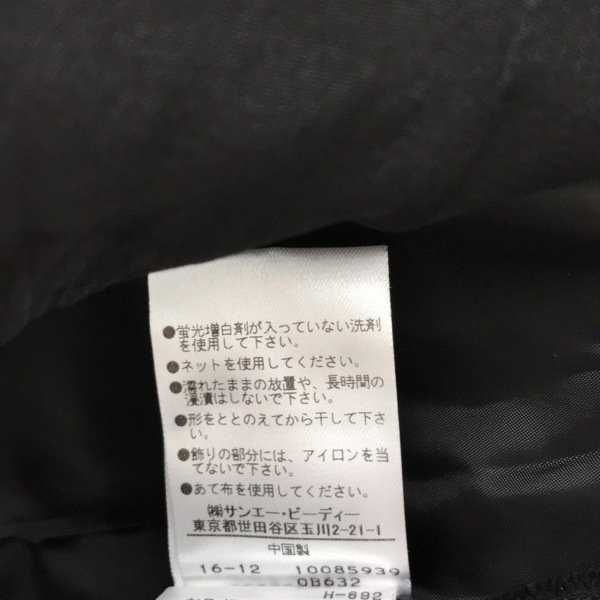 ●蛍光増白剤が入っていない洗剤
を使用して下さい。
●ネットを使用してください。
●濡れたままの放置や、長時間の
浸漬はしないで下さい。
●形をととのえてから干して下さ
い。
●飾りの部分には、アイロンを当
てないで下さい。
●あて布を使用してください。
㈱サンエー・ビーディー
東京都世田谷区玉川2-21-1
中国製
16-12 10085939
0B632
H-692